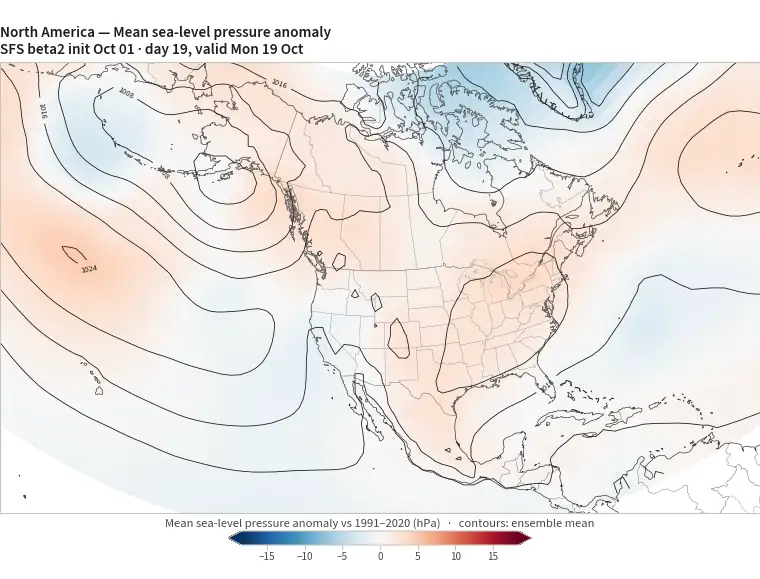 North America — Mean sea-level pressure anomaly
SFS beta2 init Oct 01 · day 19, valid Mon 19 Oct
1016
1008
1016
1024
Mean sea-level pressure anomaly vs 1991–2020 (hPa) · contours: ensemble mean
−15 −10 −5 0 5 10 15